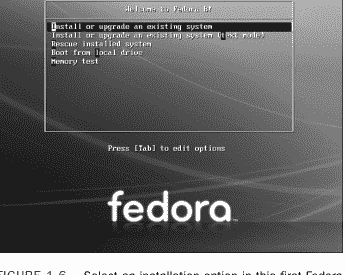 Welcome to Fedora 8!
Install or upgrade an existing system
Install or upgrade an existing system (text mode)
Rescue installed system
Boot from local drive
Memory test
Press [Tab] to edit options
fedora
FIGURE 1-6 Select an installation option in this first Fedora